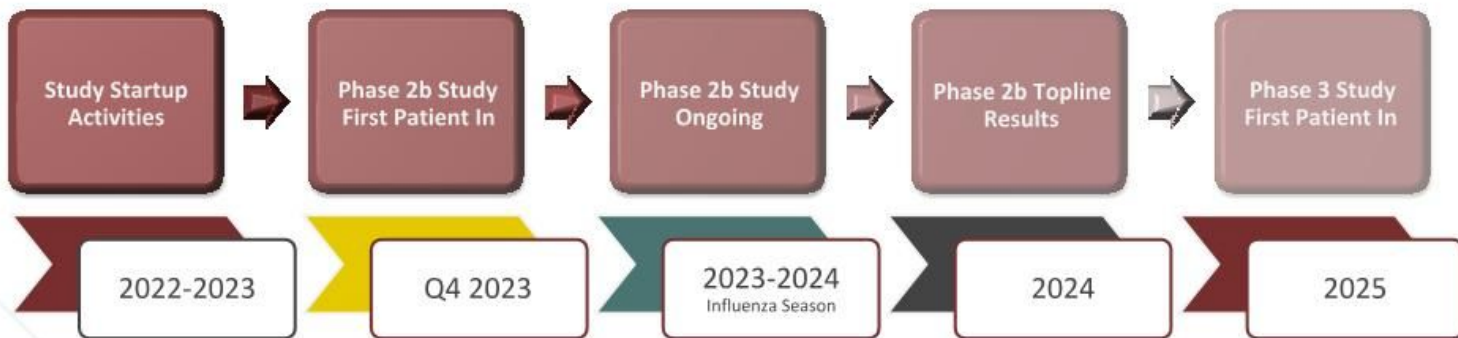 Study Startup
Activities
Phase 2b Study
First Patient In
Phase 2b Study
Ongoing
Phase 2b Topline
Results
Phase 3 Study
First Patient In
2022-2023
Q4 2023
2023-2024
Influenza Season
2024
2025